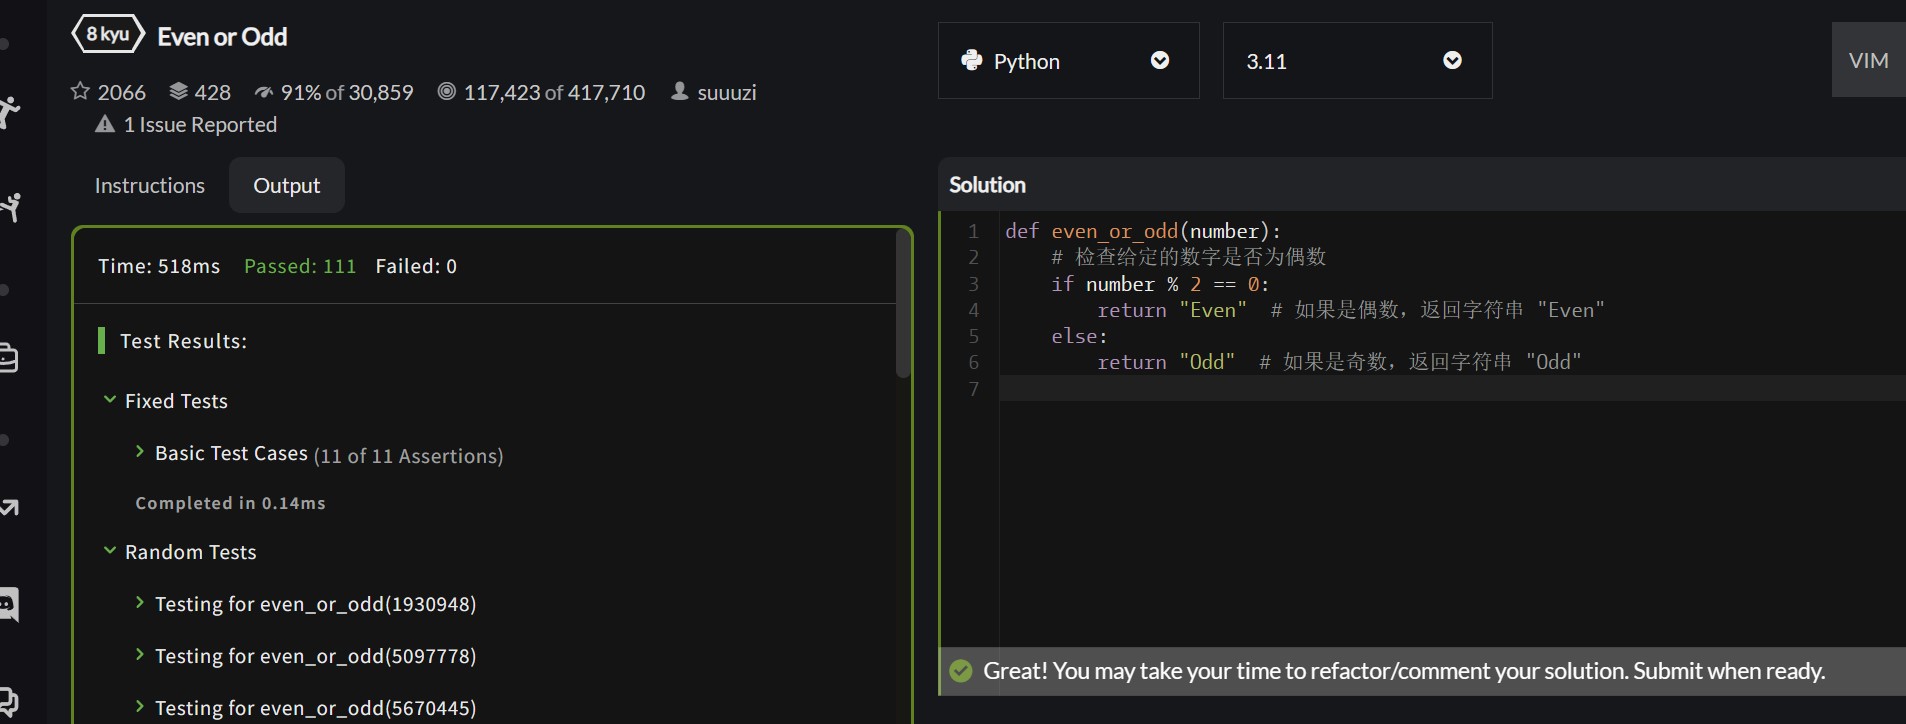 8 kyu Even or Odd
2066 428 91% of 30,859 117,423 of 417,710 suuuzi
1 Issue Reported
Instructions Output
Time: 518ms Passed: 111 Failed: 0
Test Results:
Fixed Tests
Basic Test Cases (11 of 11 Assertions)
Completed in 0.14ms
Random Tests
Testing for even_or_odd(1930948)
Testing for even_or_odd(5097778)
Testing for even_or_odd(5670445)
Python 3.11 VIM
Solution
1 def even_or_odd(number):
2 # 检查给定的数字是否为偶数
3 if number % 2 == 0:
4 return "Even" # 如果是偶数，返回字符串 "Even"
5 else:
6 return "Odd" # 如果是奇数，返回字符串 "Odd"
7
Great! You may take your time to refactor/comment your solution. Submit when ready.